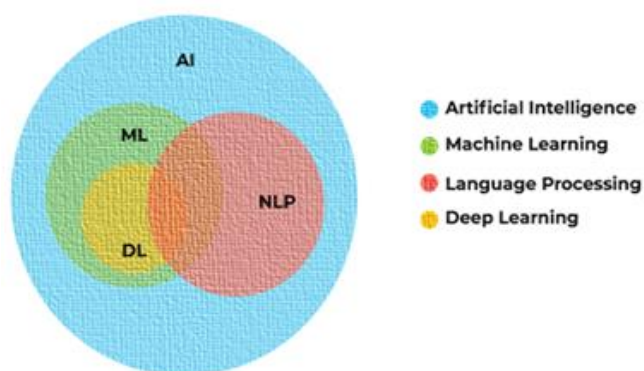 AI
ML
NLP
DL
Artificial Intelligence
Machine Learning
Language Processing
Deep Learning